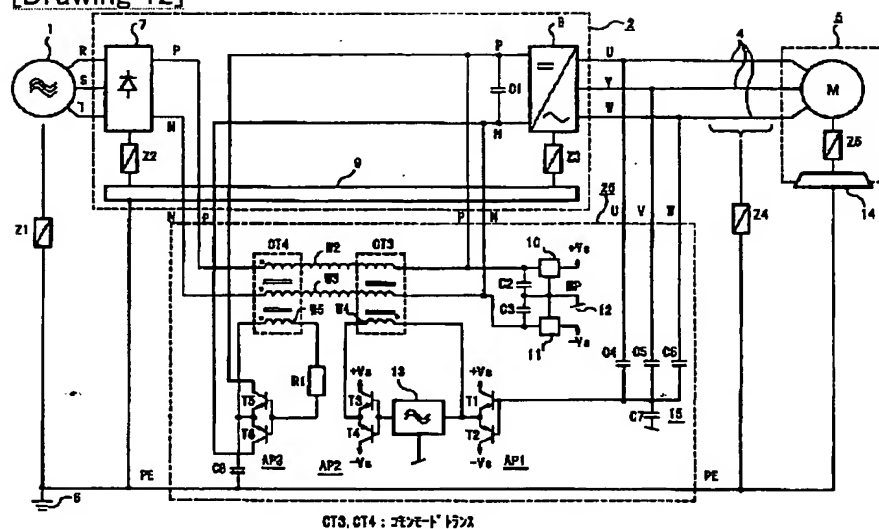 [Drawing 12]
1
R
S
T
7
P
N
Z2
9
Z1
P
C1
N
8
Z3
2
U
V
W
4
5
M
Z5
14
Z4
N
P
P
N
26
U
V
W
CT4
W2
CT3
W3
W5
W4
C2
C3
10
+Vs
MP
12
11
-Vs
C4
C5
C6
C7
15
R1
T5
T6
AP3
C8
+Vs
T3
T4
-Vs
AP2
13
+Vs
T1
T2
-Vs
AP1
PE
PE
6
CT3, CT4 : コモンモードトランス